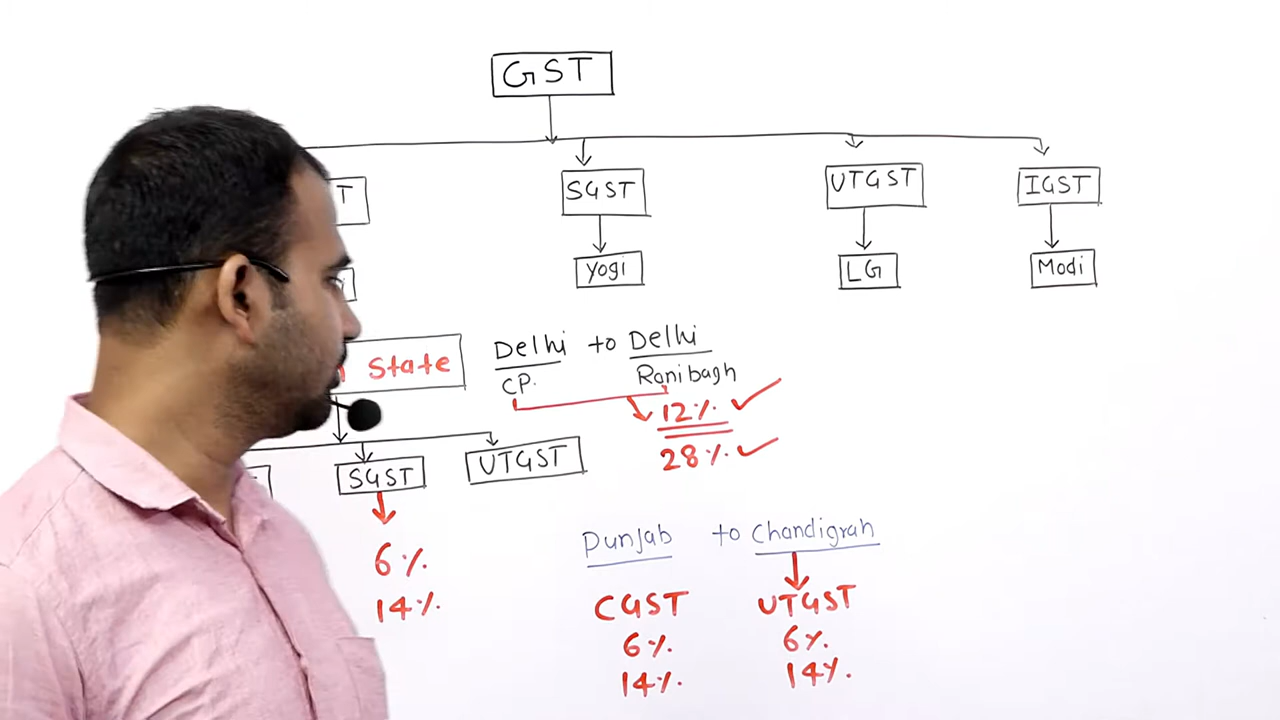 GST
SGST
UTGST
IGST
Yogi
LG
Modi
State
Delhi to Delhi
CP.
Ranibagh
12%.
28%.
SGST
UTGST
6%
14%.
Punjab to Chandigrah
CGST
UTGST
6%.
6%.
14%.
14%.